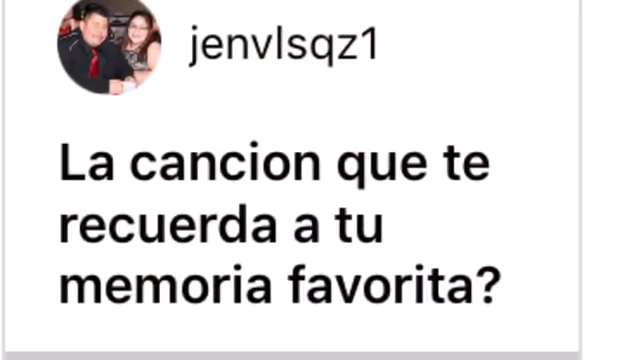 jenvlsqz1
La cancion que te
recuerda a tu
memoria favorita?